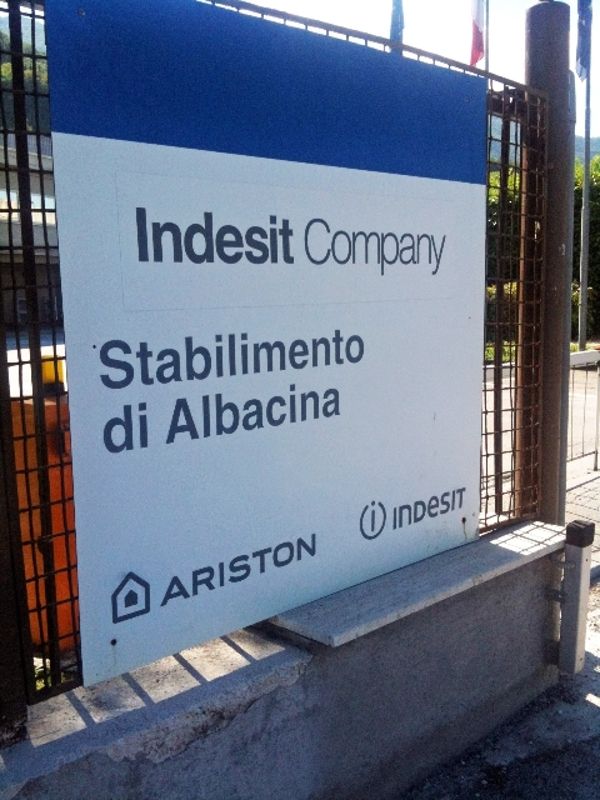 Indesit Company
Stabilimento
di Albacina
ARISTON
i INDESIT